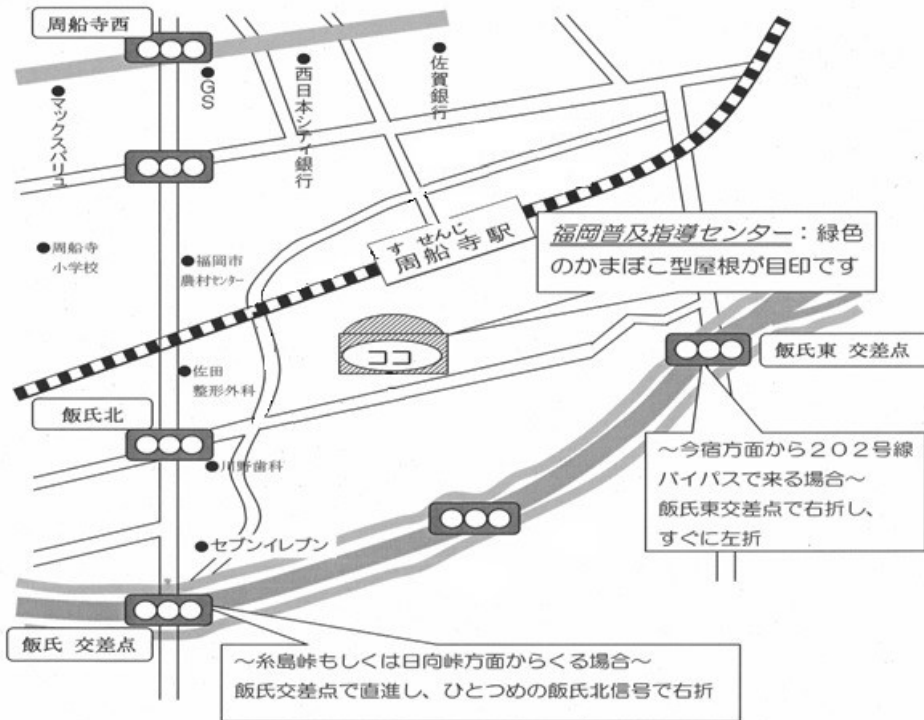 周船寺西
GS
マックスバリュ
西日本シティ銀行
佐賀銀行
周船寺
小学校
福岡市
農村センター
すせんじ
周船寺駅
福岡普及指導センター：緑色
のかまぼこ型屋根が目印です
ココ
飯氏東 交差点
佐田
整形外科
飯氏北
川野歯科
～今宿方面から２０２号線
バイパスで来る場合～
飯氏東交差点で右折し、
すぐに左折
セブンイレブン
飯氏 交差点
～糸島峠もしくは日向峠方面からくる場合～
飯氏交差点で直進し、ひとつめの飯氏北信号で右折